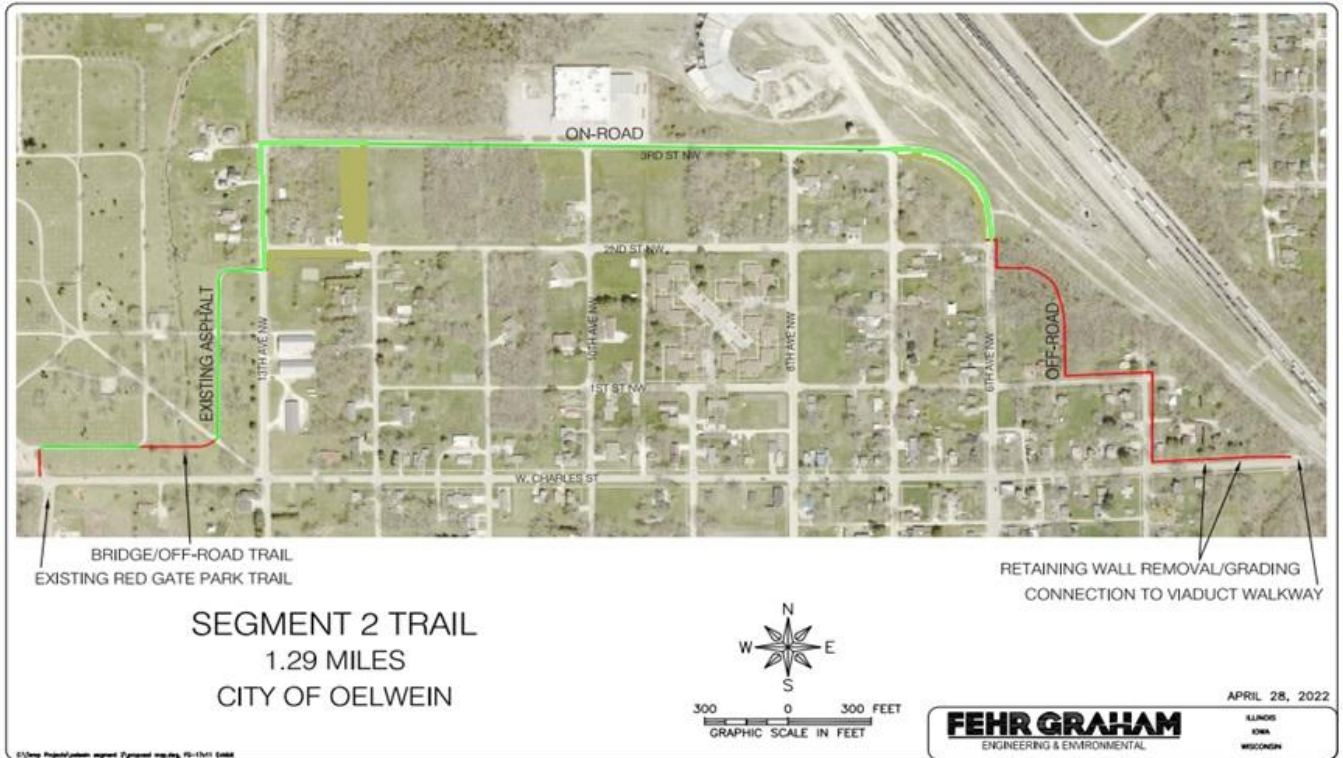 ON-ROAD
3RD ST NW
2ND ST NW
EXISTING ASPHALT
13TH AVE NW
10TH AVE NW
8TH AVE NW
6TH AVE NW
OFF-ROAD
1ST ST NW
W. CHARLES ST
BRIDGE/OFF-ROAD TRAIL
EXISTING RED GATE PARK TRAIL
RETAINING WALL REMOVAL/GRADING
CONNECTION TO VIADUCT WALKWAY
SEGMENT 2 TRAIL
1.29 MILES
CITY OF OELWEIN
N
W E
S
300 0 300 FEET
GRAPHIC SCALE IN FEET
APRIL 28, 2022
FEHR GRAHAM
ENGINEERING & ENVIRONMENTAL
ILLINOIS
IOWA
WISCONSIN